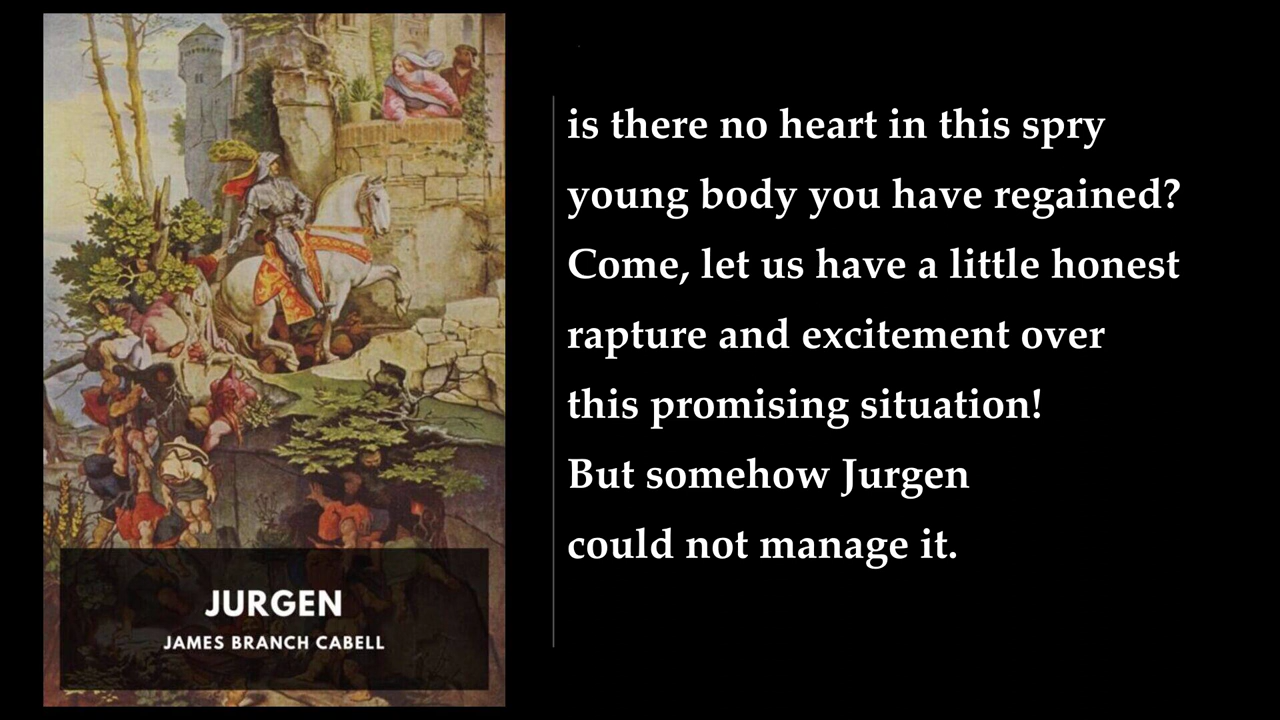 is there no heart in this spry
young body you have regained?
Come, let us have a little honest
rapture and excitement over
this promising situation!
But somehow Jurgen
could not manage it.
JURGEN
JAMES BRANCH CABELL